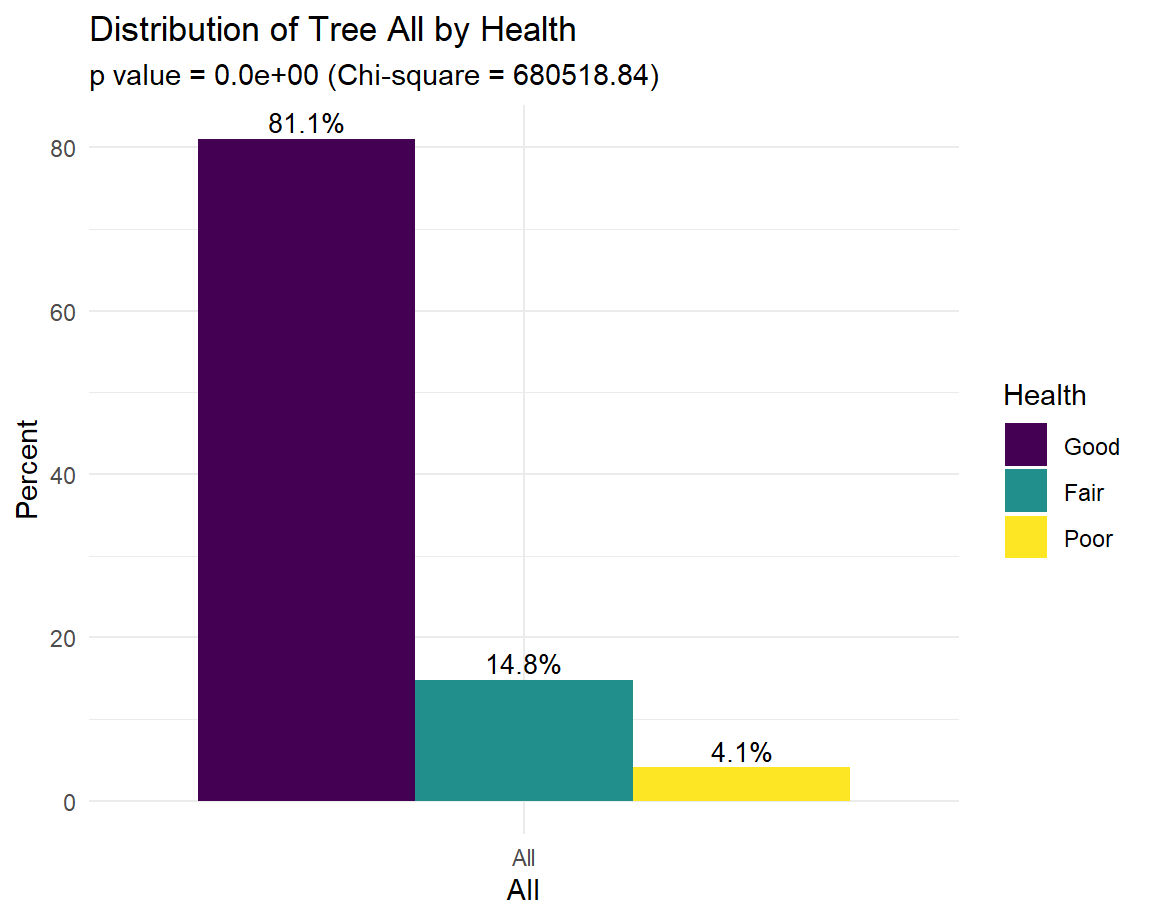 Distribution of Tree All by Health
p value = 0.0e+00 (Chi-square = 680518.84)
81.1%
80
60
Health
Good
Percent
40
Fair
Poor
14.8%
20
4.1%
0
All
All